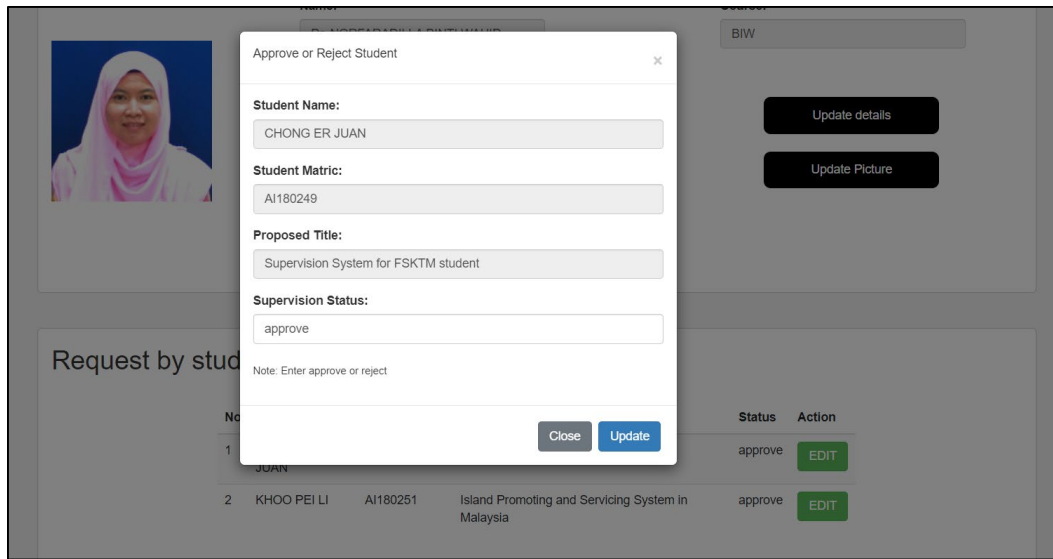 Name:
Course:
BIW
Approve or Reject Student
×
Student Name:
CHONG ER JUAN
Student Matric:
AI180249
Proposed Title:
Supervision System for FSKTM student
Supervision Status:
approve
Note: Enter approve or reject
Close
Update
Update details
Update Picture
Request by stud
No
Status
Action
1
JUAN
approve
EDIT
2
KHOO PEI LI
AI180251
Island Promoting and Servicing System in
Malaysia
approve
EDIT